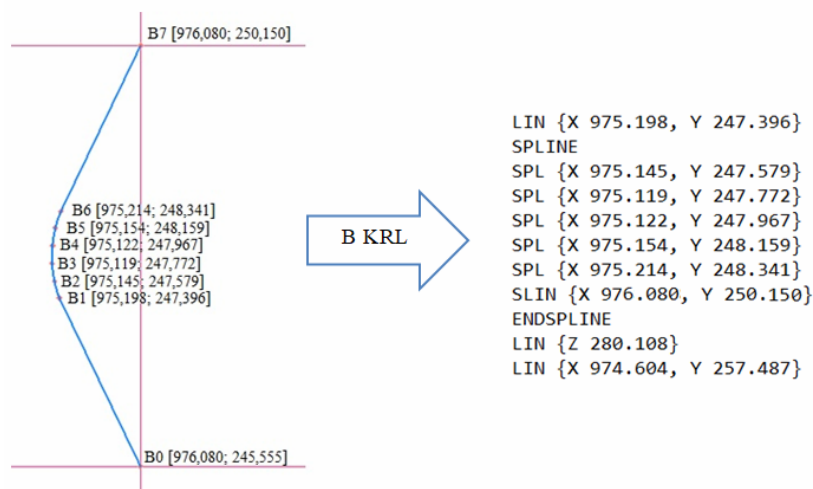 B7 [976,080; 250,150]
B6 [975,214; 248,341]
B5 [975,154; 248,159]
B4 [975,122; 247,967]
B3 [975,119; 247,772]
B2 [975,145; 247,579]
B1 [975,198; 247,396]
B0 [976,080; 245,555]
В KRL
LIN {X 975.198, Y 247.396}
SPLINE
SPL {X 975.145, Y 247.579}
SPL {X 975.119, Y 247.772}
SPL {X 975.122, Y 247.967}
SPL {X 975.154, Y 248.159}
SPL {X 975.214, Y 248.341}
SLIN {X 976.080, Y 250.150}
ENDSPLINE
LIN {Z 280.108}
LIN {X 974.604, Y 257.487}